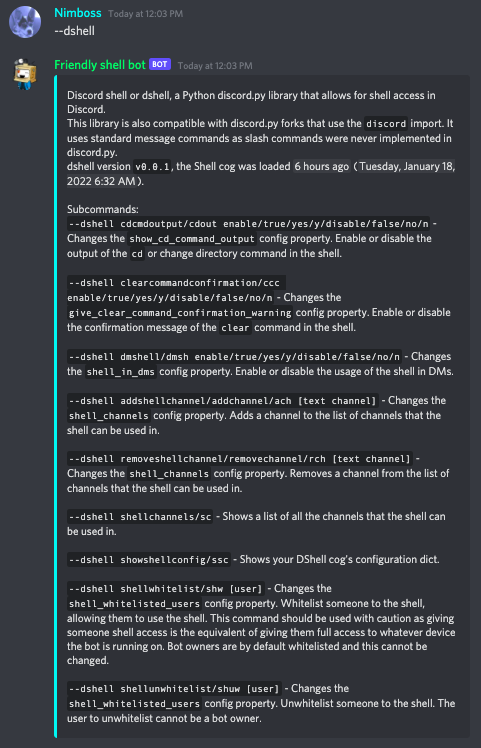 Nimboss Today at 12:03 PM
--dshell
Friendly shell bot BOT Today at 12:03 PM
Discord shell or dshell, a Python discord.py library that allows for shell access in
Discord.
This library is also compatible with discord.py forks that use the discord import. It
uses standard message commands as slash commands were never implemented in
discord.py.
dshell version v0.0.1, the Shell cog was loaded 6 hours ago (Tuesday, January 18,
2022 6:32 AM).
Subcommands:
--dshell cdcmdoutput/cdout enable/true/yes/y/disable/false/no/n -
Changes the show_cd_command_output config property. Enable or disable the
output of the cd or change directory command in the shell.
--dshell clearcommandconfirmation/ccc
enable/true/yes/y/disable/false/no/n - Changes the
give_clear_command_confirmation_warning config property. Enable or disable
the confirmation message of the clear command in the shell.
--dshell dmshell/dmsh enable/true/yes/y/disable/false/no/n - Changes
the shell_in_dms config property. Enable or disable the usage of the shell in DMs.
--dshell addshellchannel/addchannel/ach [text channel] - Changes the
shell_channels config property. Adds a channel to the list of channels that the
shell can be used in.
--dshell removeshellchannel/removechannel/rch [text channel] -
Changes the shell_channels config property. Removes a channel from the list of
channels that the shell can be used in.
--dshell shellchannels/sc - Shows a list of all the channels that the shell can
be used in.
--dshell showshellconfig/ssc - Shows your DShell cog's configuration dict.
--dshell shellwhitelist/shw [user] - Changes the
shell_whitelisted_users config property. Whitelist someone to the shell,
allowing them to use the shell. This command should be used with caution as giving
someone shell access is the equivalent of giving them full access to whatever device
the bot is running on. Bot owners are by default whitelisted and this cannot be
changed.
--dshell shellunwhitelist/shuw [user] - Changes the
shell_whitelisted_users config property. Unwhitelist someone to the shell. The
user to unwhitelist cannot be a bot owner.